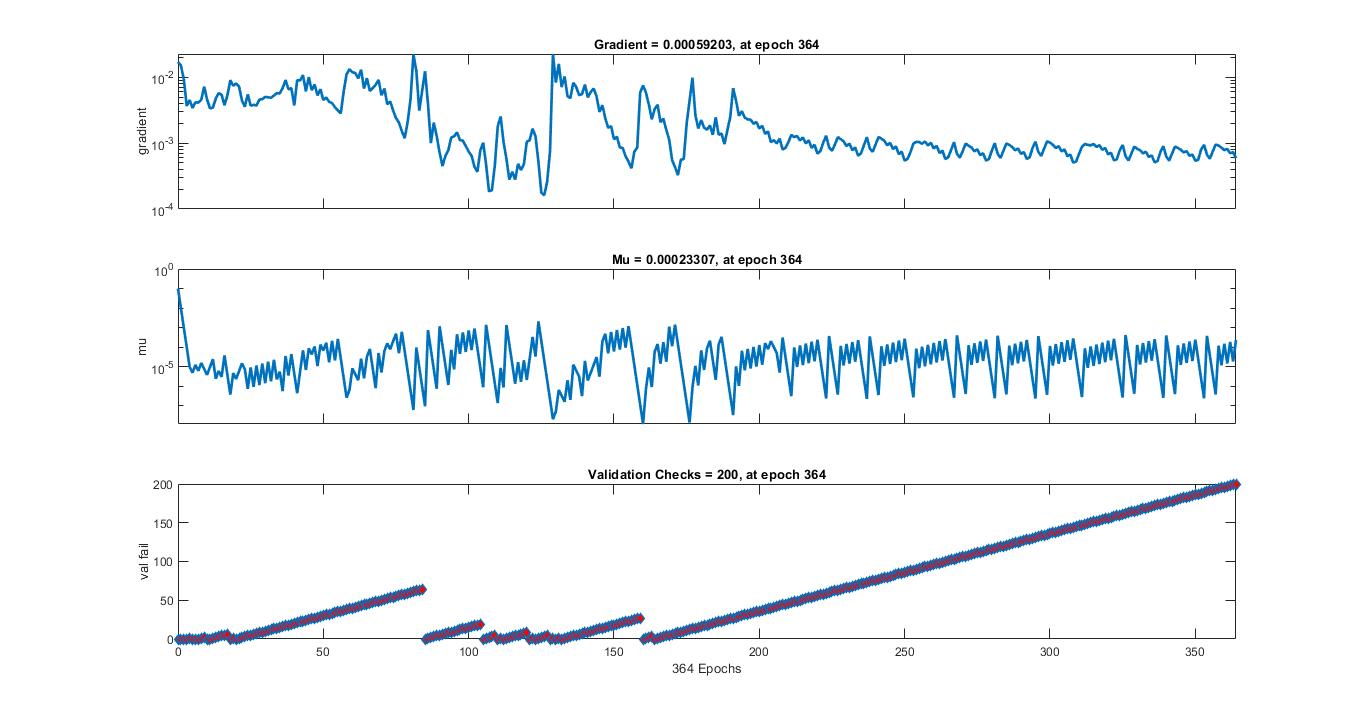 Gradient = 0.00059203, at epoch 364
10-2
10-3
10-4
gradient
Mu = 0.00023307, at epoch 364
100
10-5
mu
Validation Checks = 200, at epoch 364
200
150
100
50
0
val fail
0 50 100 150 200 250 300 350
364 Epochs